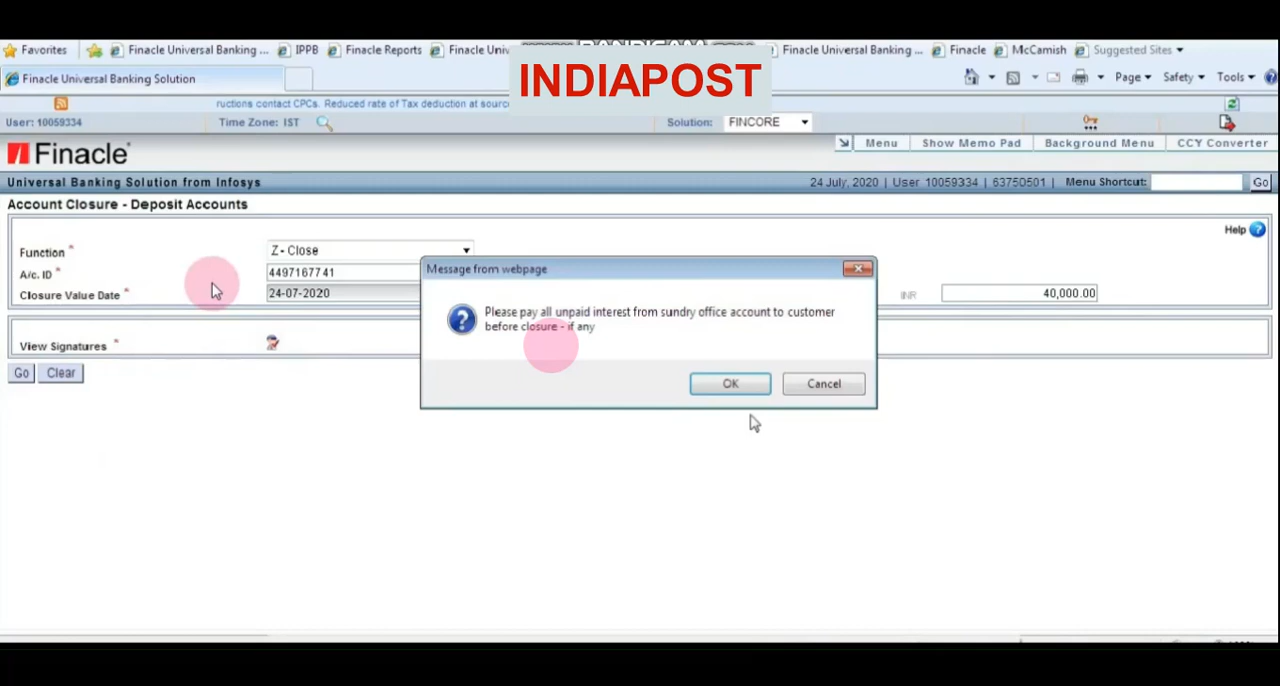 Favorites Finacle Universal Banking ... IPPB Finacle Reports Finacle Univ Finacle Universal Banking ... Finacle McCamish Suggested Sites
INDIAPOST
Finacle Universal Banking Solution Page Safety Tools
ructions contact CPCs. Reduced rate of Tax deduction at sourc
User: 10059334 Time Zone: IST Solution: FINCORE
Finacle
Menu Show Memo Pad Background Menu CCY Converter
Universal Banking Solution from Infosys 24 July, 2020 | User 10059334 | 63750501 | Menu Shortcut: Go
Account Closure - Deposit Accounts
Help ?
Function * Z - Close
A/c. ID * 4497167741
Closure Value Date * 24-07-2020 INR 40,000.00
View Signatures *
Go Clear
Message from webpage
Please pay all unpaid interest from sundry office account to customer
before closure - if any
OK Cancel